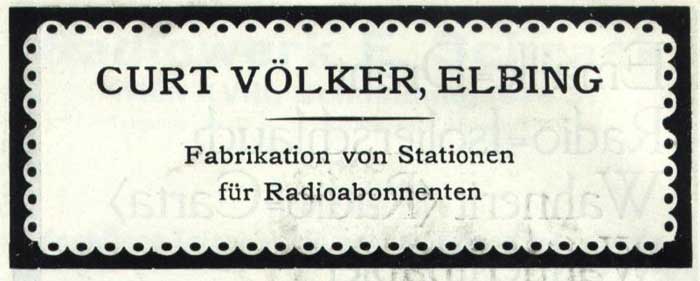 CURT VÖLKER, ELBING
Fabrikation von Stationen
für Radioabonnenten